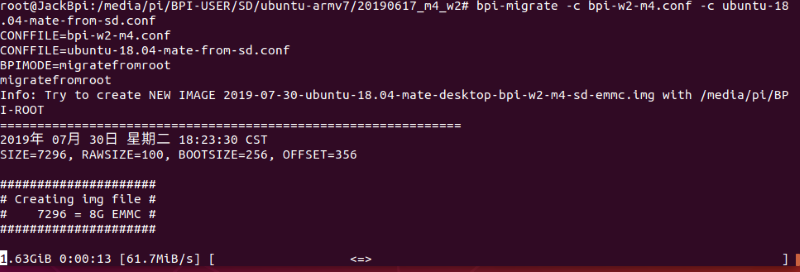 root@JackBpi:/media/pi/BPI-USER/SD/ubuntu-armv7/20190617_m4_w2# bpi-migrate -c bpi-w2-m4.conf -c ubuntu-18
.04-mate-from-sd.conf
CONFFILE=bpi-w2-m4.conf
CONFFILE=ubuntu-18.04-mate-from-sd.conf
BPIMODE=migratefromroot
migratefromroot
Info: Try to create NEW IMAGE 2019-07-30-ubuntu-18.04-mate-desktop-bpi-w2-m4-sd-emmc.img with /media/pi/BP
I-ROOT
==============================================================
2019年 07月 30日 星期二 18:23:30 CST
SIZE=7296, RAWSIZE=100, BOOTSIZE=256, OFFSET=356

#####################
# Creating img file #
#    7296 = 8G EMMC #
#####################

1.63GiB 0:00:13 [61.7MiB/s] [                  <=>                                                       ]